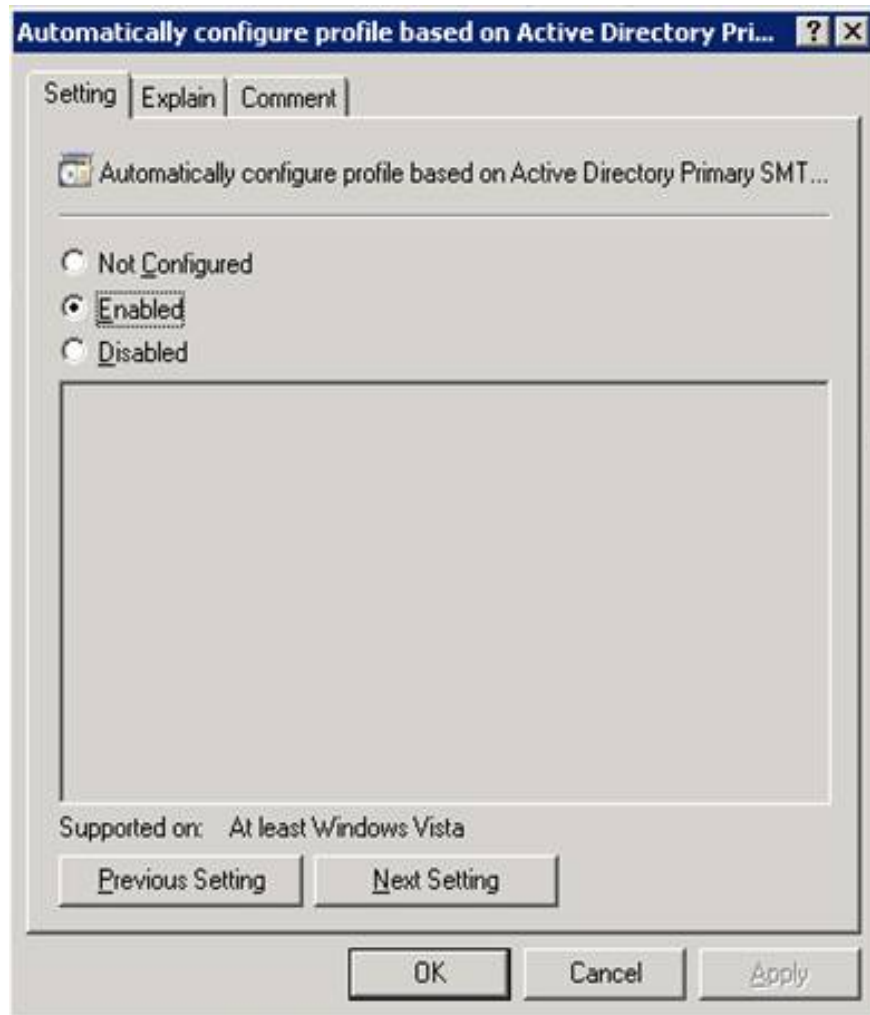 Automatically configure profile based on Active Directory Pri...
Setting Explain Comment
Automatically configure profile based on Active Directory Primary SMT...
Not Configured
Enabled
Disabled
Supported on: At least Windows Vista
Previous Setting Next Setting
OK Cancel Apply